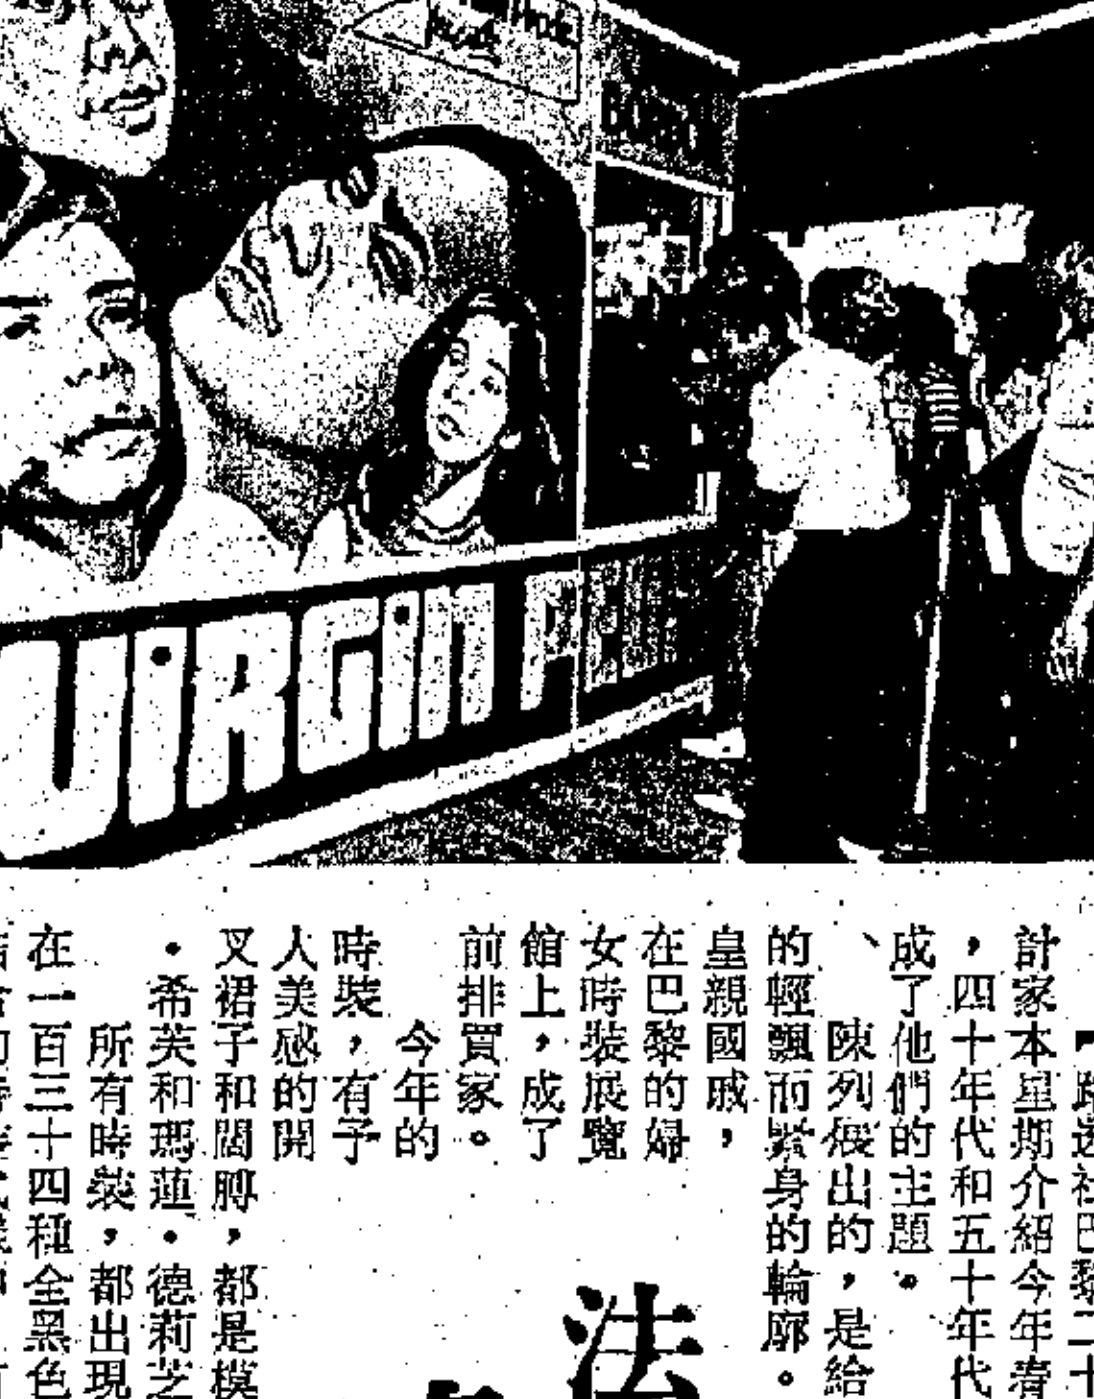 VIRGIN
計家本星期介紹今年春
，四十年代和五十年代
成了他們的主題。
陳列展出的，是給
、
的輕飄而緊身的輪廓。
皇親國戚，
在巴黎的婦
女時裝展覽
館上，成了
前排買家。
今年的
時裝，有子
人美感的開
叉裙子和闊膊，都是模
・希芙和瑪蓮・德莉芝
所有時裝，都出現
在一百三十四種全黑色
法